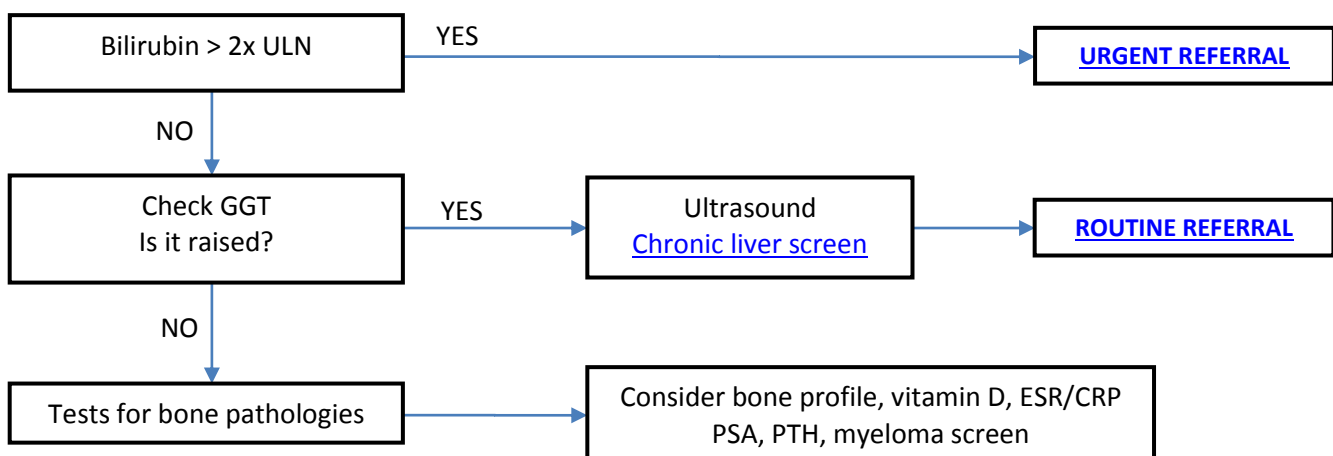 Bilirubin > 2x ULN
YES
URGENT REFERRAL
NO
Check GGT
Is it raised?
YES
Ultrasound
Chronic liver screen
ROUTINE REFERRAL
NO
Tests for bone pathologies
Consider bone profile, vitamin D, ESR/CRP
PSA, PTH, myeloma screen